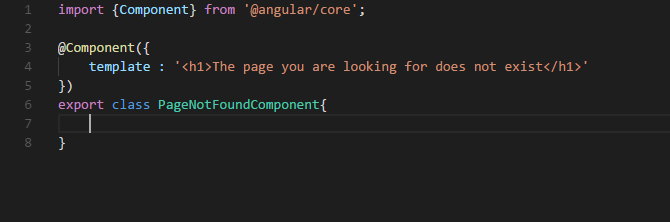 1 import {Component} from '@angular/core';
2
3 @Component({
4     template : '<h1>The page you are looking for does not exist</h1>'
5 })
6 export class PageNotFoundComponent{
7
8 }